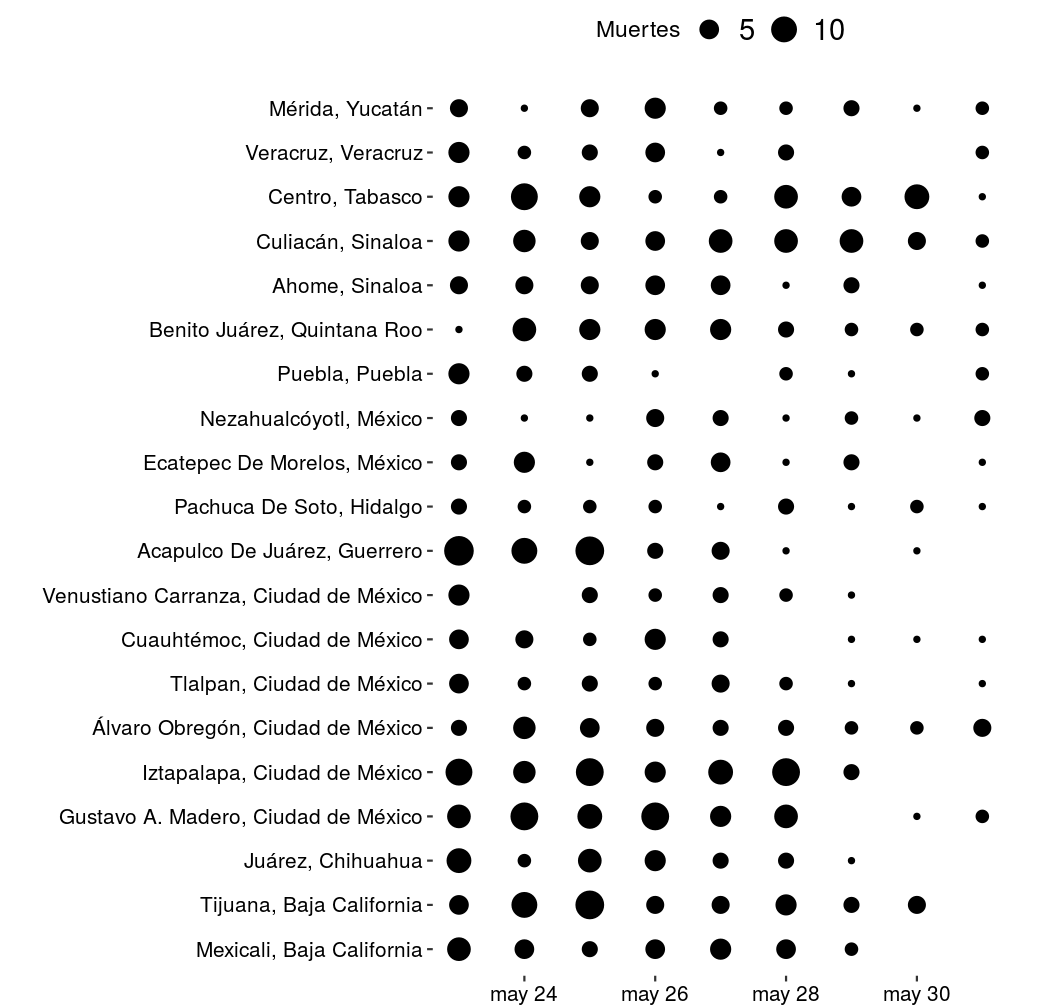 Muertes 5 10
Mérida, Yucatán
Veracruz, Veracruz
Centro, Tabasco
Culiacán, Sinaloa
Ahome, Sinaloa
Benito Juárez, Quintana Roo
Puebla, Puebla
Nezahualcóyotl, México
Ecatepec De Morelos, México
Pachuca De Soto, Hidalgo
Acapulco De Juárez, Guerrero
Venustiano Carranza, Ciudad de México
Cuauhtémoc, Ciudad de México
Tlalpan, Ciudad de México
Álvaro Obregón, Ciudad de México
Iztapalapa, Ciudad de México
Gustavo A. Madero, Ciudad de México
Juárez, Chihuahua
Tijuana, Baja California
Mexicali, Baja California
may 24 may 26 may 28 may 30